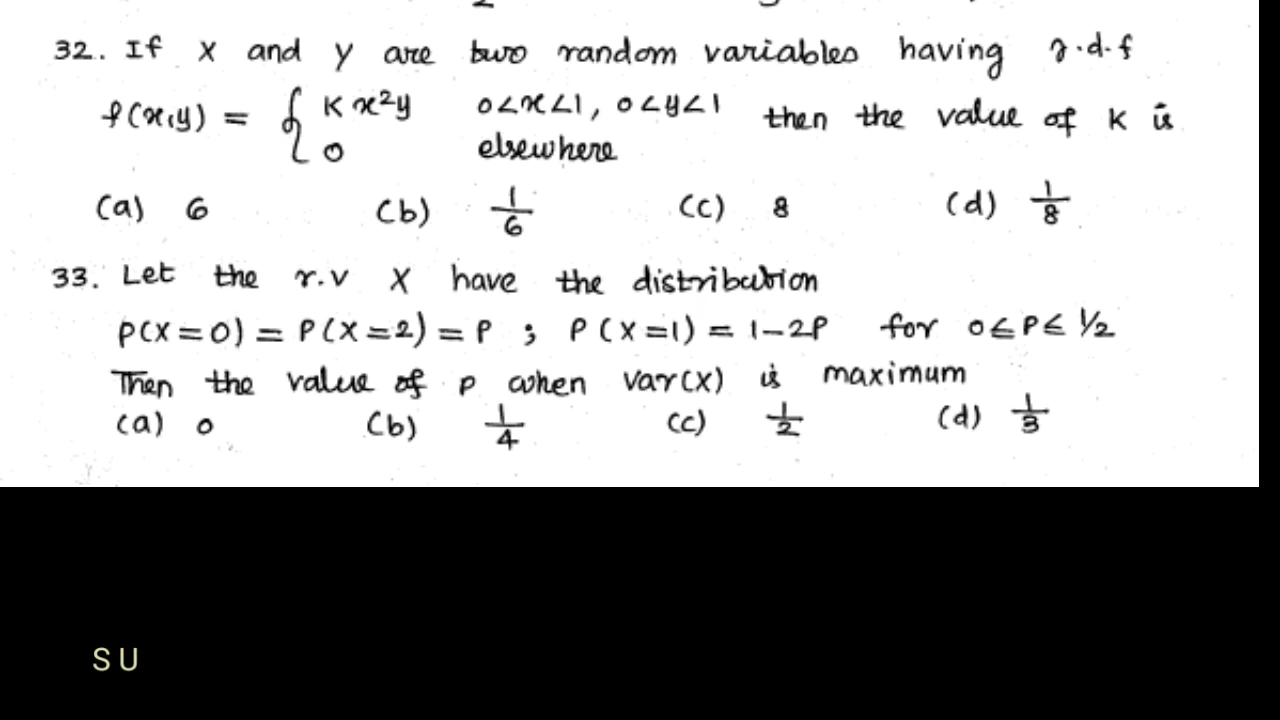 32. If x and y are two random variables having j.d.f
f(x,y) = { K x²y    0<x<1, 0<y<1    then the value of K is
0    elsewhere
(a) 6    (b) 1/6    (c) 8    (d) 1/8
33. Let the r.v X have the distribution
P(X=0) = P(X=2) = P ; P(X=1) = 1-2P for 0≤P≤ 1/2
Then the value of p when var(x) is maximum
(a) 0    (b) 1/4    (c) 1/2    (d) 1/3
SU